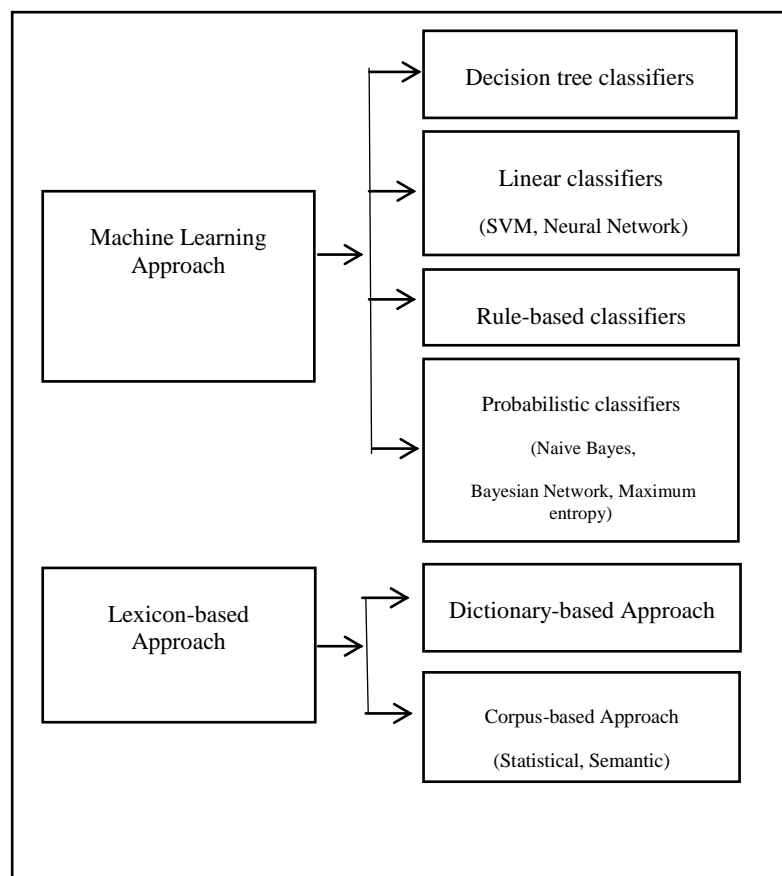 Decision tree classifiers
Linear classifiers
(SVM, Neural Network)
Machine Learning
Approach
Rule-based classifiers
Probabilistic classifiers
(Naive Bayes,
Bayesian Network, Maximum
entropy)
Lexicon-based
Approach
Dictionary-based Approach
Corpus-based Approach
(Statistical, Semantic)